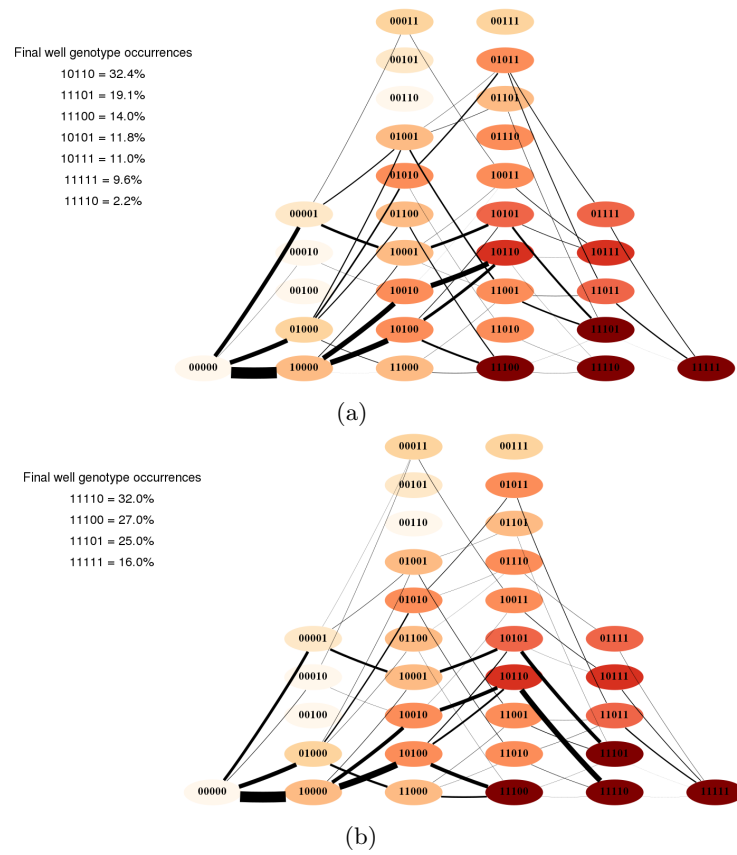 00011 00111
Final well genotype occurrences
00101 01011
10110 = 32.4%
11101 = 19.1%
00110 01101
11100 = 14.0%
10101 = 11.8%
01001 01110
10111 = 11.0%
11111 = 9.6%
01010 10011
11110 = 2.2%
00001 01100 10101 01111
00010 10001 10110 10111
00100 10010 11001 11011
01000 10100 11010 11101
00000 10000 11000 11100 11110 11111
(a)
00011 00111
Final well genotype occurrences
00101 01011
11110 = 32.0%
11100 = 27.0%
00110 01101
11101 = 25.0%
11111 = 16.0%
01001 01110
01010 10011
00001 01100 10101 01111
00010 10001 10110 10111
00100 10010 11001 11011
01000 10100 11010 11101
00000 10000 11000 11100 11110 11111
(b)